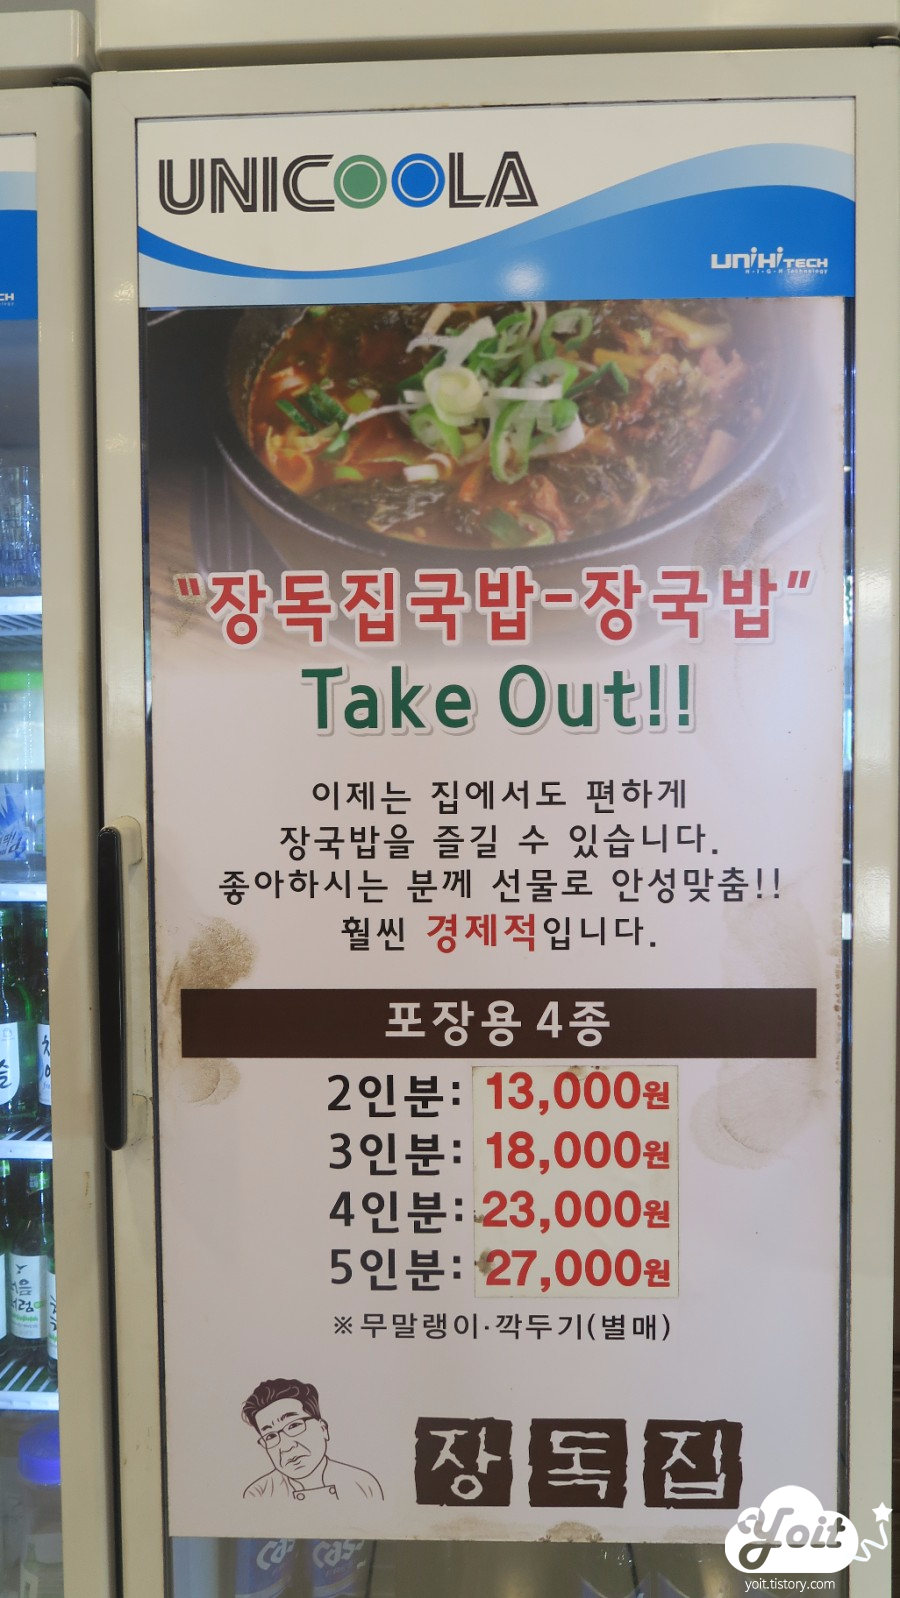 UNICOOLA
UNIHITECH
H-I-G-H Technology
"장독집국밥-장국밥"
Take Out!!
이제는 집에서도 편하게
장국밥을 즐길 수 있습니다.
좋아하시는 분께 선물로 안성맞춤!!
훨씬 경제적입니다.
포장용 4종
2인분: 13,000원
3인분: 18,000원
4인분: 23,000원
5인분: 27,000원
※무말랭이·깍두기(별매)
장독집
Cass
Cass
Yoit
yoit.tistory.com